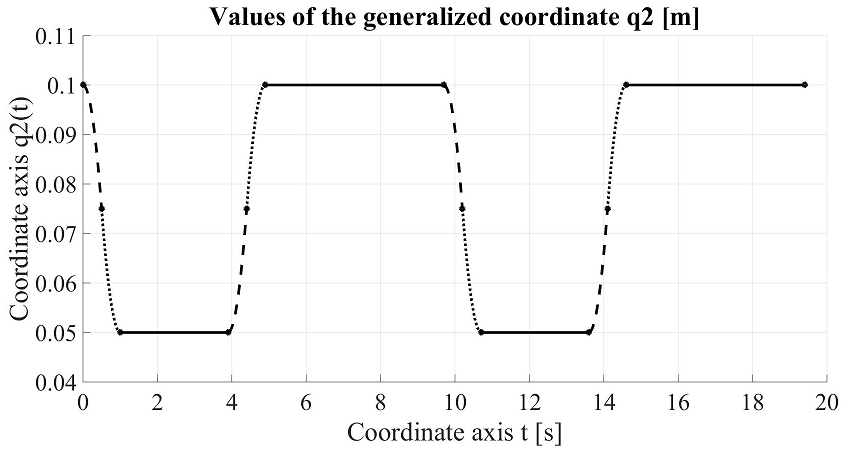 Values of the generalized coordinate q2 [m]
Coordinate axis q2(t)
0.11
0.1
0.09
0.08
0.07
0.06
0.05
0.04
0 2 4 6 8 10 12 14 16 18 20
Coordinate axis t [s]